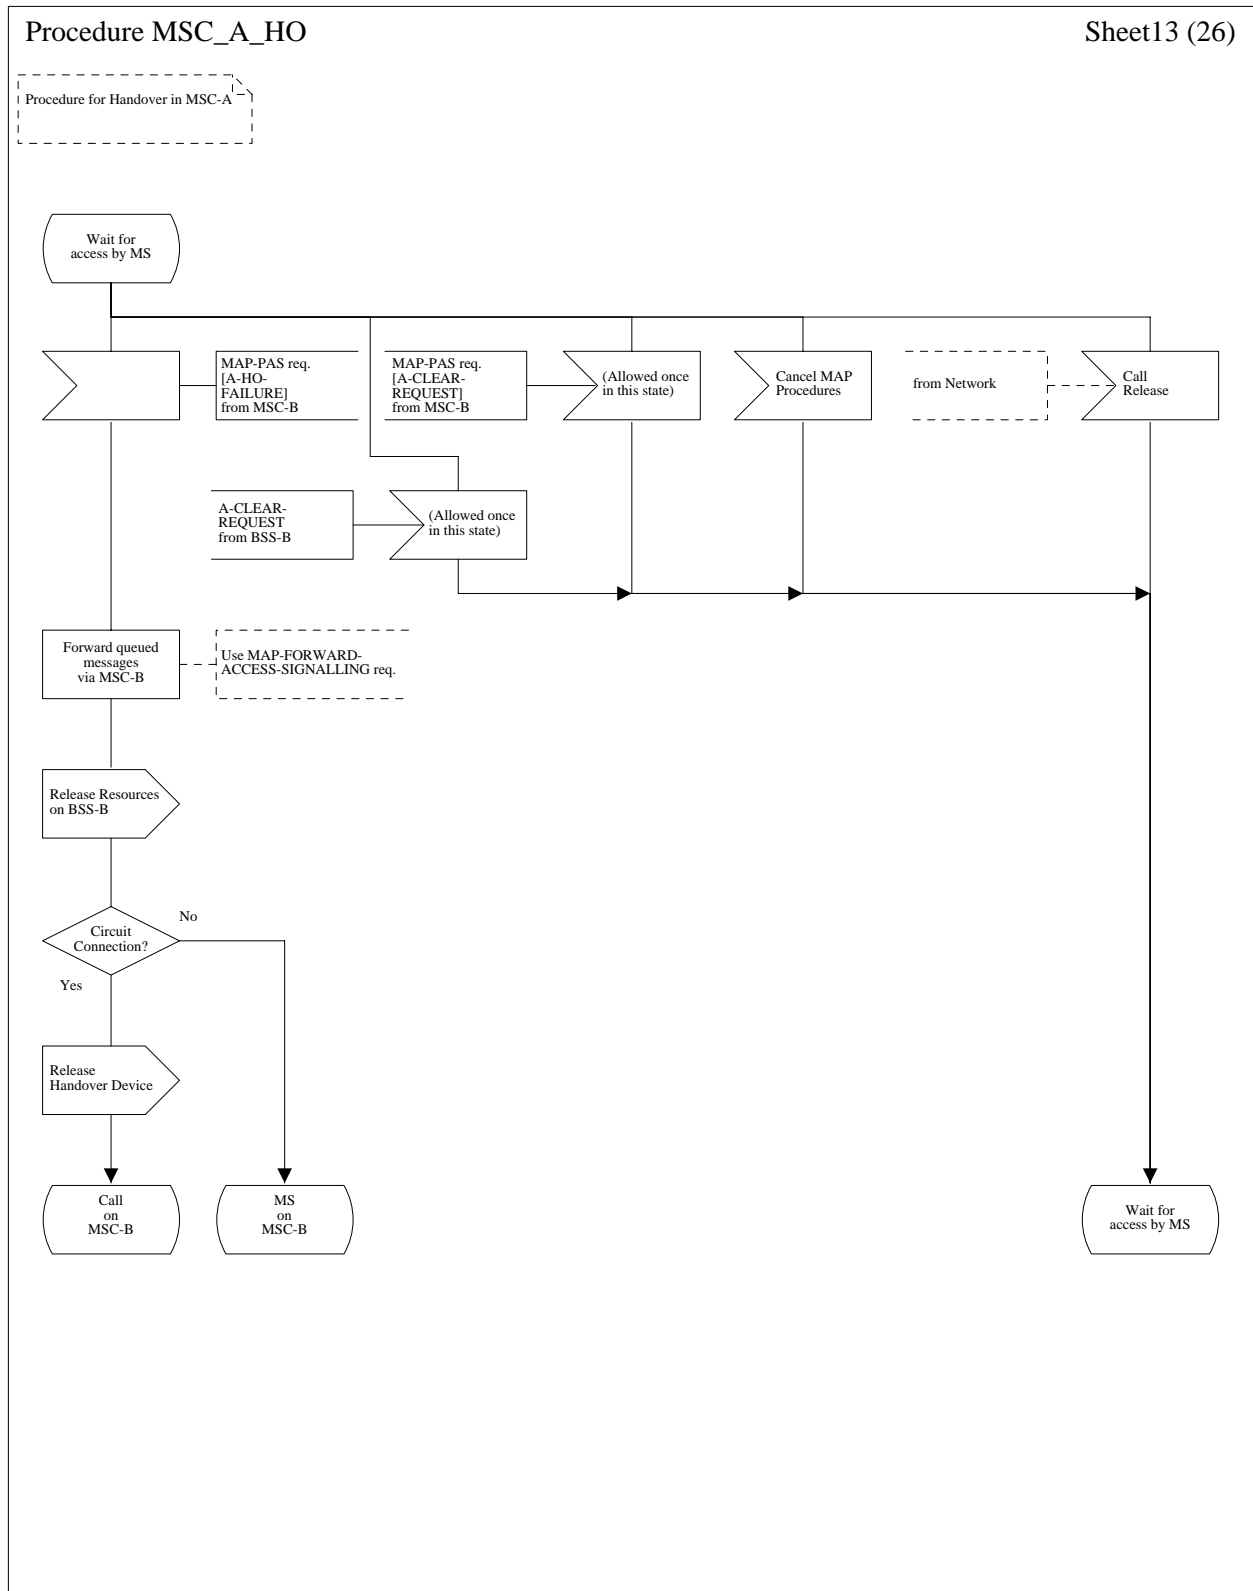 Procedure MSC_A_HO
Sheet13 (26)
Procedure for Handover in MSC-A
Wait for
access by MS
MAP-PAS req.
[A-HO-
FAILURE]
from MSC-B
MAP-PAS req.
[A-CLEAR-
REQUEST]
from MSC-B
(Allowed once
in this state)
Cancel MAP
Procedures
from Network
Call
Release
A-CLEAR-
REQUEST
from BSS-B
(Allowed once
in this state)
Forward queued
messages
via MSC-B
Use MAP-FORWARD-
ACCESS-SIGNALLING req.
Release Resources
on BSS-B
Circuit
Connection?
No
Yes
Release
Handover Device
Call
on
MSC-B
MS
on
MSC-B
Wait for
access by MS